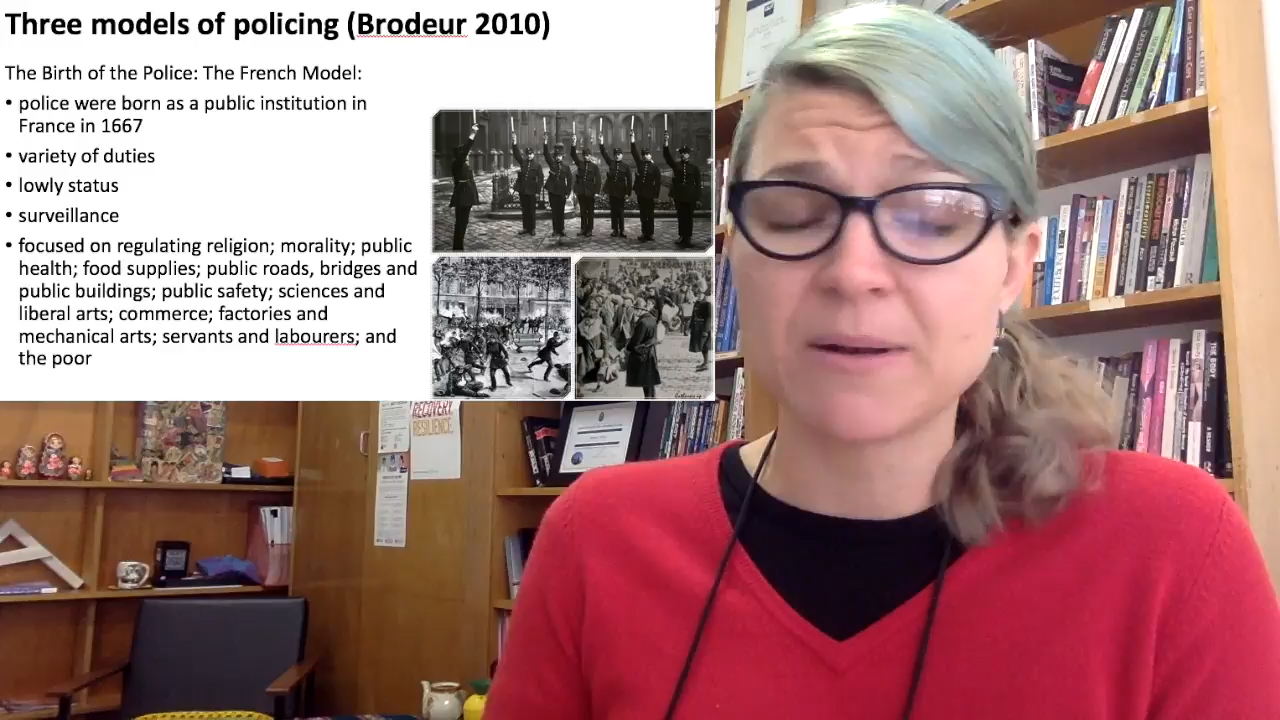 Three models of policing (Brodeur 2010)
The Birth of the Police: The French Model:
• police were born as a public institution in
France in 1667
• variety of duties
• lowly status
• surveillance
• focused on regulating religion; morality; public
health; food supplies; public roads, bridges and
public buildings; public safety; sciences and
liberal arts; commerce; factories and
mechanical arts; servants and labourers; and
the poor
RECOVERY.
RESILIENCE.
THE BODY